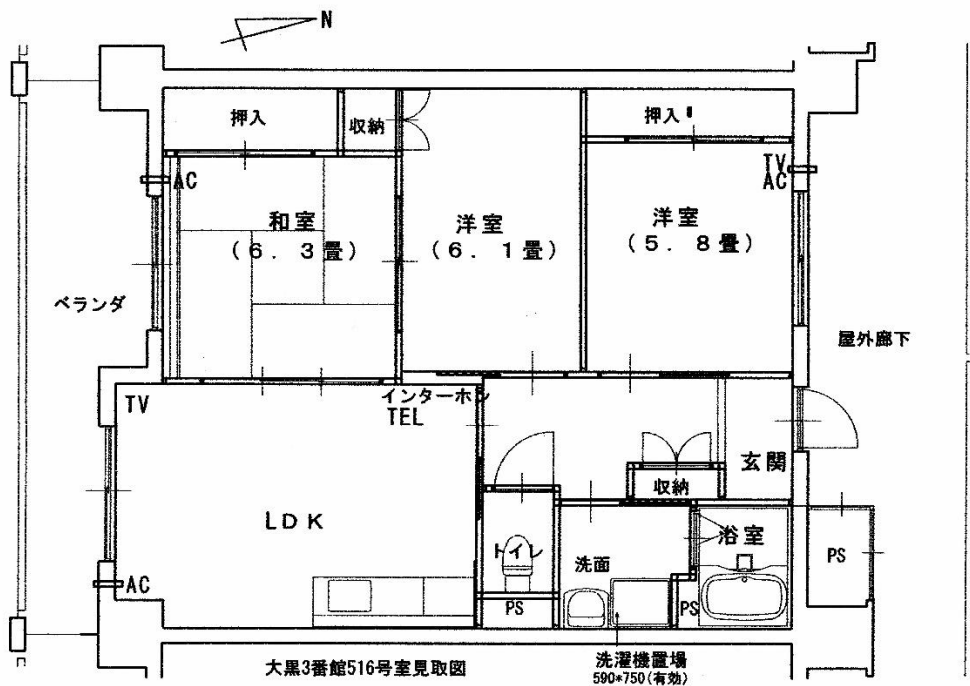 N
押入
収納
押入
AC
TV
AC
和室
(6.3畳)
洋室
(6.1畳)
洋室
(5.8畳)
ベランダ
屋外廊下
TV
インターホン
TEL
玄関
収納
LDK
トイレ
洗面
浴室
PS
AC
PS
PS
大黒3番館516号室見取図
洗濯機置場
590*750(有効)